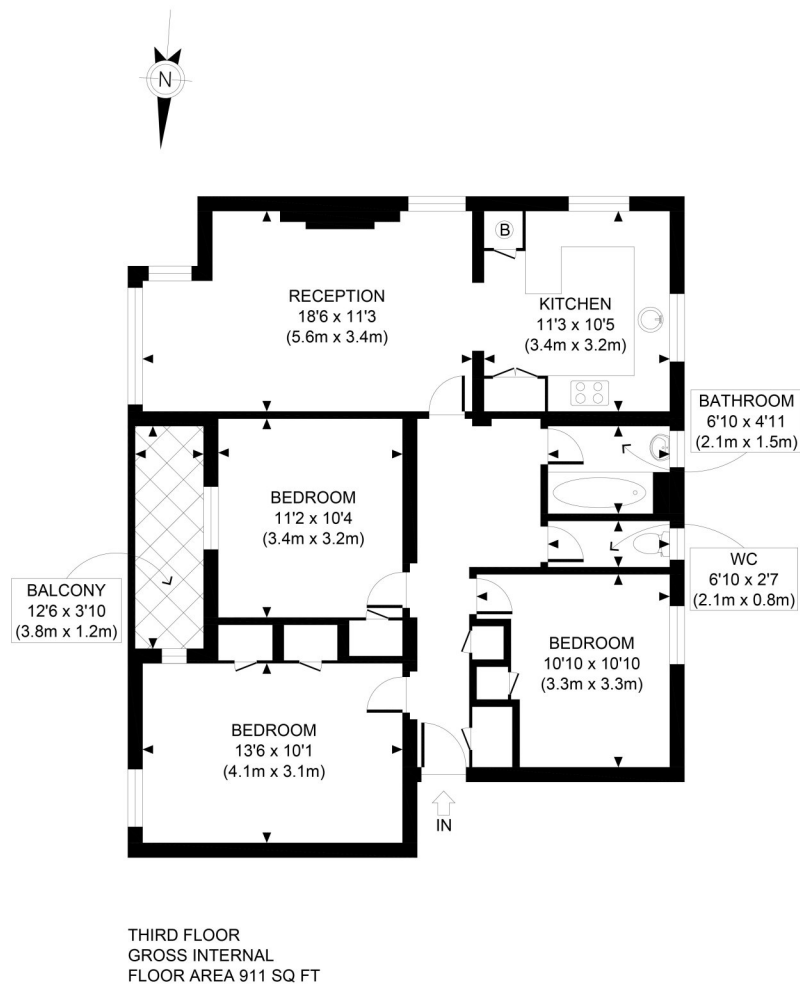 N
B
RECEPTION
18'6 x 11'3
(5.6m x 3.4m)
KITCHEN
11'3 x 10'5
(3.4m x 3.2m)
BATHROOM
6'10 x 4'11
(2.1m x 1.5m)
BEDROOM
11'2 x 10'4
(3.4m x 3.2m)
WC
6'10 x 2'7
(2.1m x 0.8m)
BALCONY
12'6 x 3'10
(3.8m x 1.2m)
BEDROOM
10'10 x 10'10
(3.3m x 3.3m)
BEDROOM
13'6 x 10'1
(4.1m x 3.1m)
IN
THIRD FLOOR
GROSS INTERNAL
FLOOR AREA 911 SQ FT